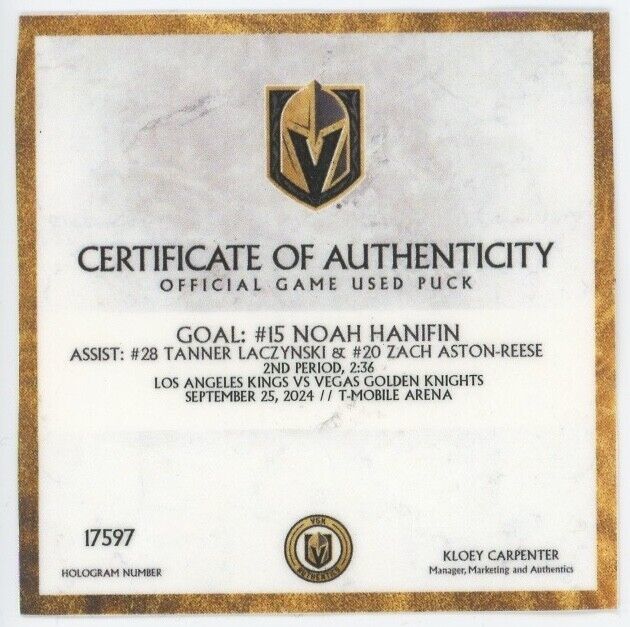 CERTIFICATE OF AUTHENTICITY
OFFICIAL GAME USED PUCK
GOAL: #15 NOAH HANIFIN
ASSIST: #28 TANNER LACZYNSKI & #20 ZACH ASTON-REESE
2ND PERIOD, 2:36
LOS ANGELES KINGS VS VEGAS GOLDEN KNIGHTS
SEPTEMBER 25, 2024 // T-MOBILE ARENA
17597
HOLOGRAM NUMBER
VGK
AUTHENTICS
KLOEY CARPENTER
Manager, Marketing and Authentics